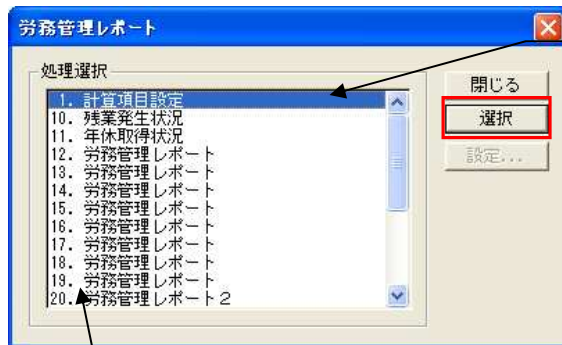 労務管理レポート
処理選択
1. 計算項目設定
10. 残業発生状況
11. 年休取得状況
12. 労務管理レポート
13. 労務管理レポート
14. 労務管理レポート
15. 労務管理レポート
16. 労務管理レポート
17. 労務管理レポート
18. 労務管理レポート
19. 労務管理レポート
20. 労務管理レポート２
閉じる
選択
設定...